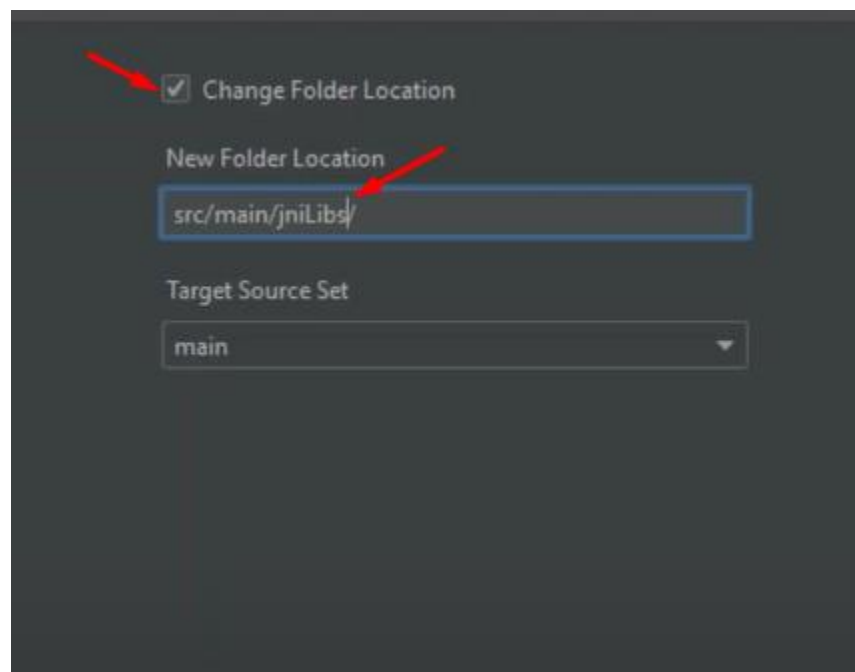 Change Folder Location
New Folder Location
src/main/jniLibs/
Target Source Set
main